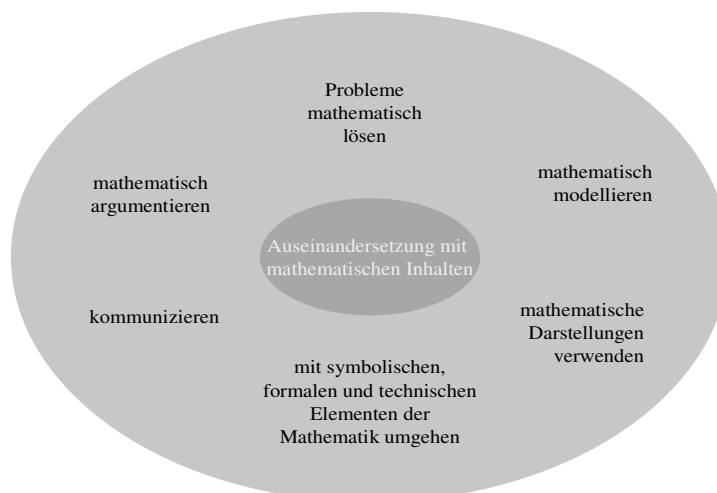 Probleme
mathematisch
lösen
mathematisch
argumentieren
mathematisch
modellieren
Auseinandersetzung mit
mathematischen Inhalten
kommunizieren
mathematische
Darstellungen
verwenden
mit symbolischen,
formalen und technischen
Elementen der
Mathematik umgehen